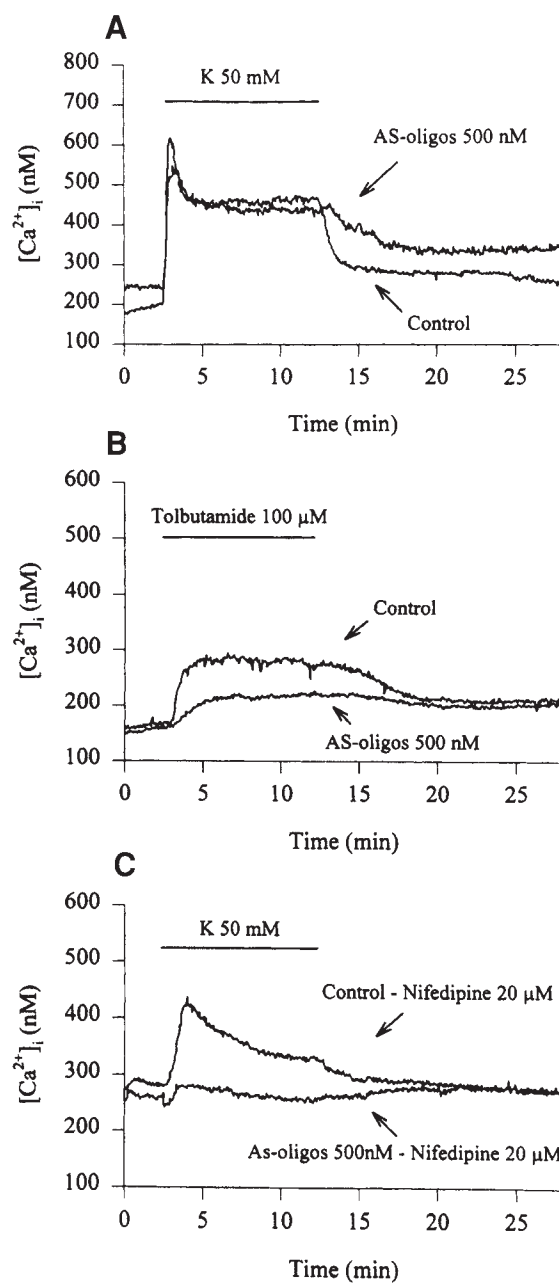 A
800
700
600
500
400
300
200
100
[Ca2+]i (nM)
K 50 mM
AS-oligos 500 nM
Control
0 5 10 15 20 25
Time (min)
B
600
500
400
300
200
100
[Ca2+]i (nM)
Tolbutamide 100 µM
Control
AS-oligos 500 nM
0 5 10 15 20 25
Time (min)
C
600
500
400
300
200
100
[Ca2+]i (nM)
K 50 mM
Control - Nifedipine 20 µM
As-oligos 500nM - Nifedipine 20 µM
0 5 10 15 20 25
Time (min)